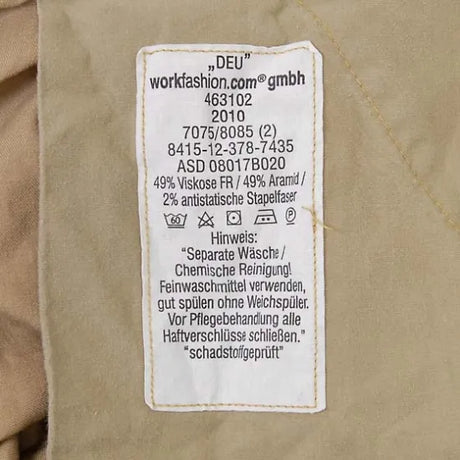 „DEU”
workfashion.com® gmbh
463102
2010
7075/8085 (2)
8415-12-378-7435
ASD 08017B020
49% Viskose FR / 49% Aramid /
2% antistatische Stapelfaser
60 P
Hinweis:
“Separate Wäsche/
Chemische Reinigung!
Feinwaschmittel verwenden,
gut spülen ohne Weichspüler.
Vor Pflegebehandlung alle
Haftverschlüsse schließen.”
“schadstoffgeprüft”